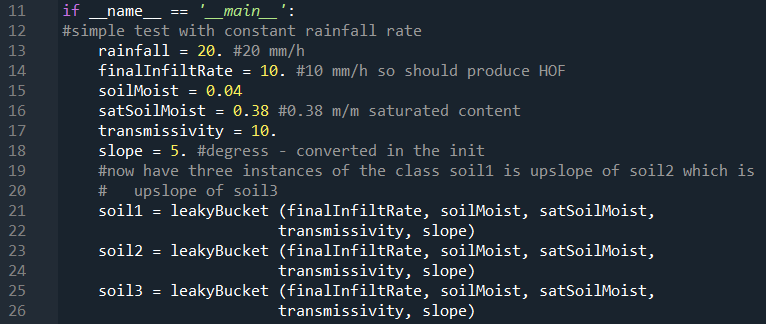 11 if __name__ == '__main__':
12 #simple test with constant rainfall rate
13     rainfall = 20. #20 mm/h
14     finalInfiltRate = 10. #10 mm/h so should produce HOF
15     soilMoist = 0.04
16     satSoilMoist = 0.38 #0.38 m/m saturated content
17     transmissivity = 10.
18     slope = 5. #degress - converted in the init
19     #now have three instances of the class soil1 is upslope of soil2 which is
20     #   upslope of soil3
21     soil1 = leakyBucket (finalInfiltRate, soilMoist, satSoilMoist,
22                         transmissivity, slope)
23     soil2 = leakyBucket (finalInfiltRate, soilMoist, satSoilMoist,
24                         transmissivity, slope)
25     soil3 = leakyBucket (finalInfiltRate, soilMoist, satSoilMoist,
26                         transmissivity, slope)